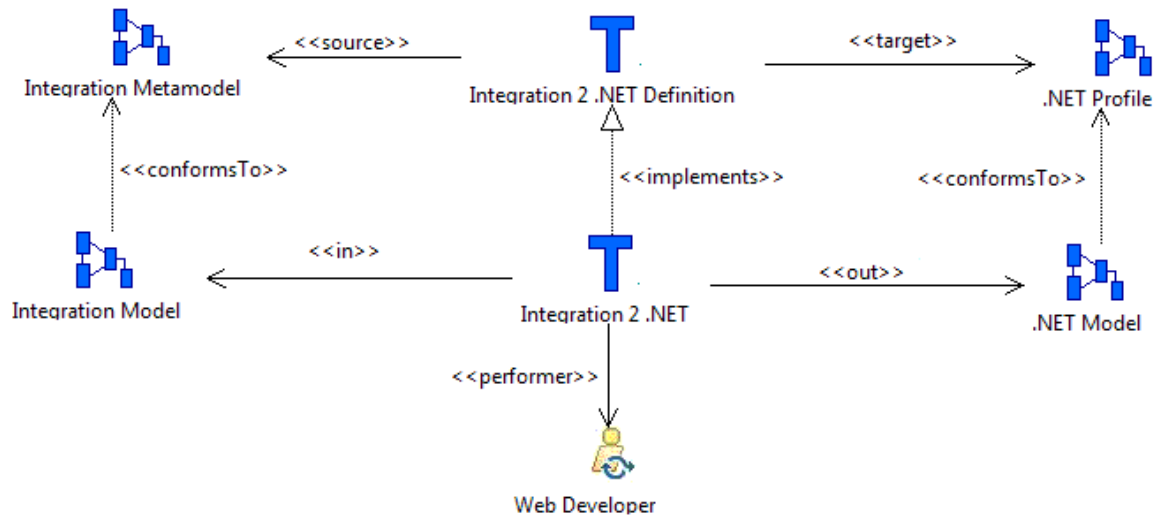 <<source>>
<<target>>
Integration Metamodel
Integration 2 .NET Definition
.NET Profile
<<conformsTo>>
<<implements>>
<<conformsTo>>
<<in>>
<<out>>
Integration Model
Integration 2 .NET
.NET Model
<<performer>>
Web Developer